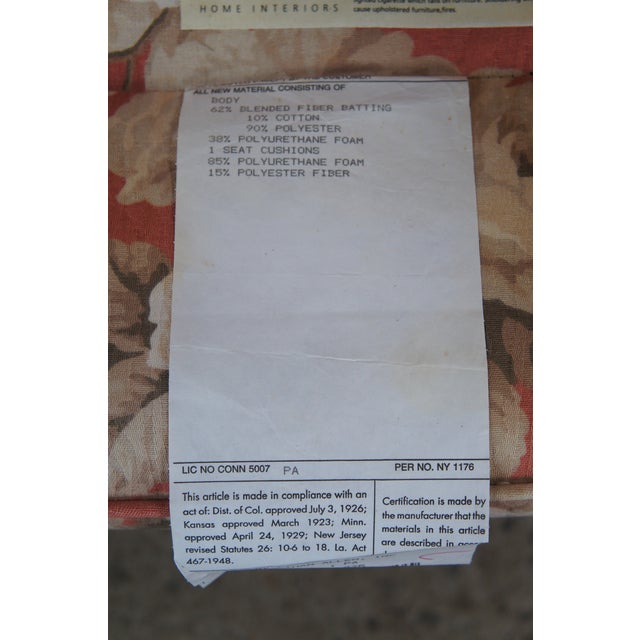 HOME INTERIORS
cause upholstered furniture,fires.
ALL NEW MATERIAL CONSISTING OF
BODY
62% BLENDED FIBER BATTING
10% COTTON
90% POLYESTER
38% POLYURETHANE FOAM
1 SEAT CUSHIONS
85% POLYURETHANE FOAM
15% POLYESTER FIBER
LIC NO CONN 5007 PA PER NO. NY 1176
This article is made in compliance with an
act of: Dist. of Col. approved July 3, 1926;
Kansas approved March 1923; Minn.
approved April 24, 1929; New Jersey
revised Statutes 26: 10-6 to 18. La. Act
467-1948.
Certification is made by
the manufacturer that the
materials in this article
are described in